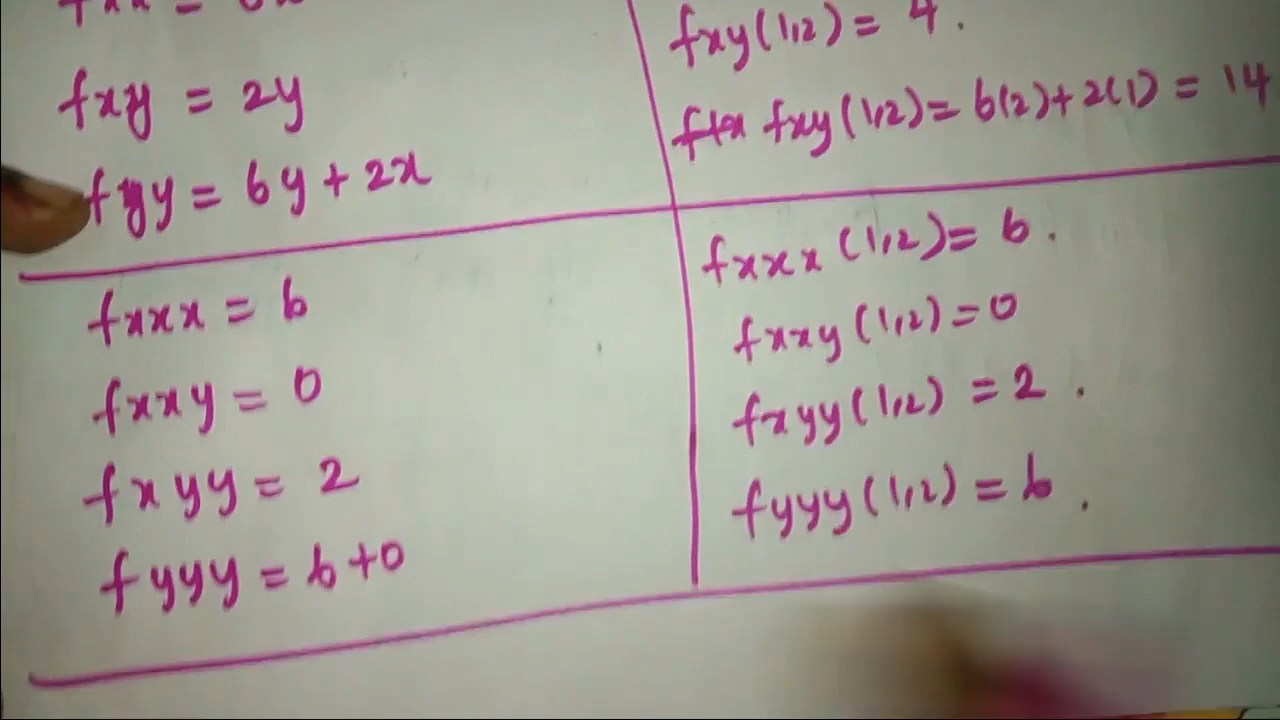 fxy = 2y
fyy = 6y + 2x
fxxx = 6
fxxy = 0
fxyy = 2
fyyy = 6+0
fxy(1,2) = 4.
fxy(1,2) = 6(2)+2(1) = 14
fxxx (1,2) = 6.
fxxy (1,2) = 0
fxyy (1,2) = 2.
fyyy (1,2) = 6.